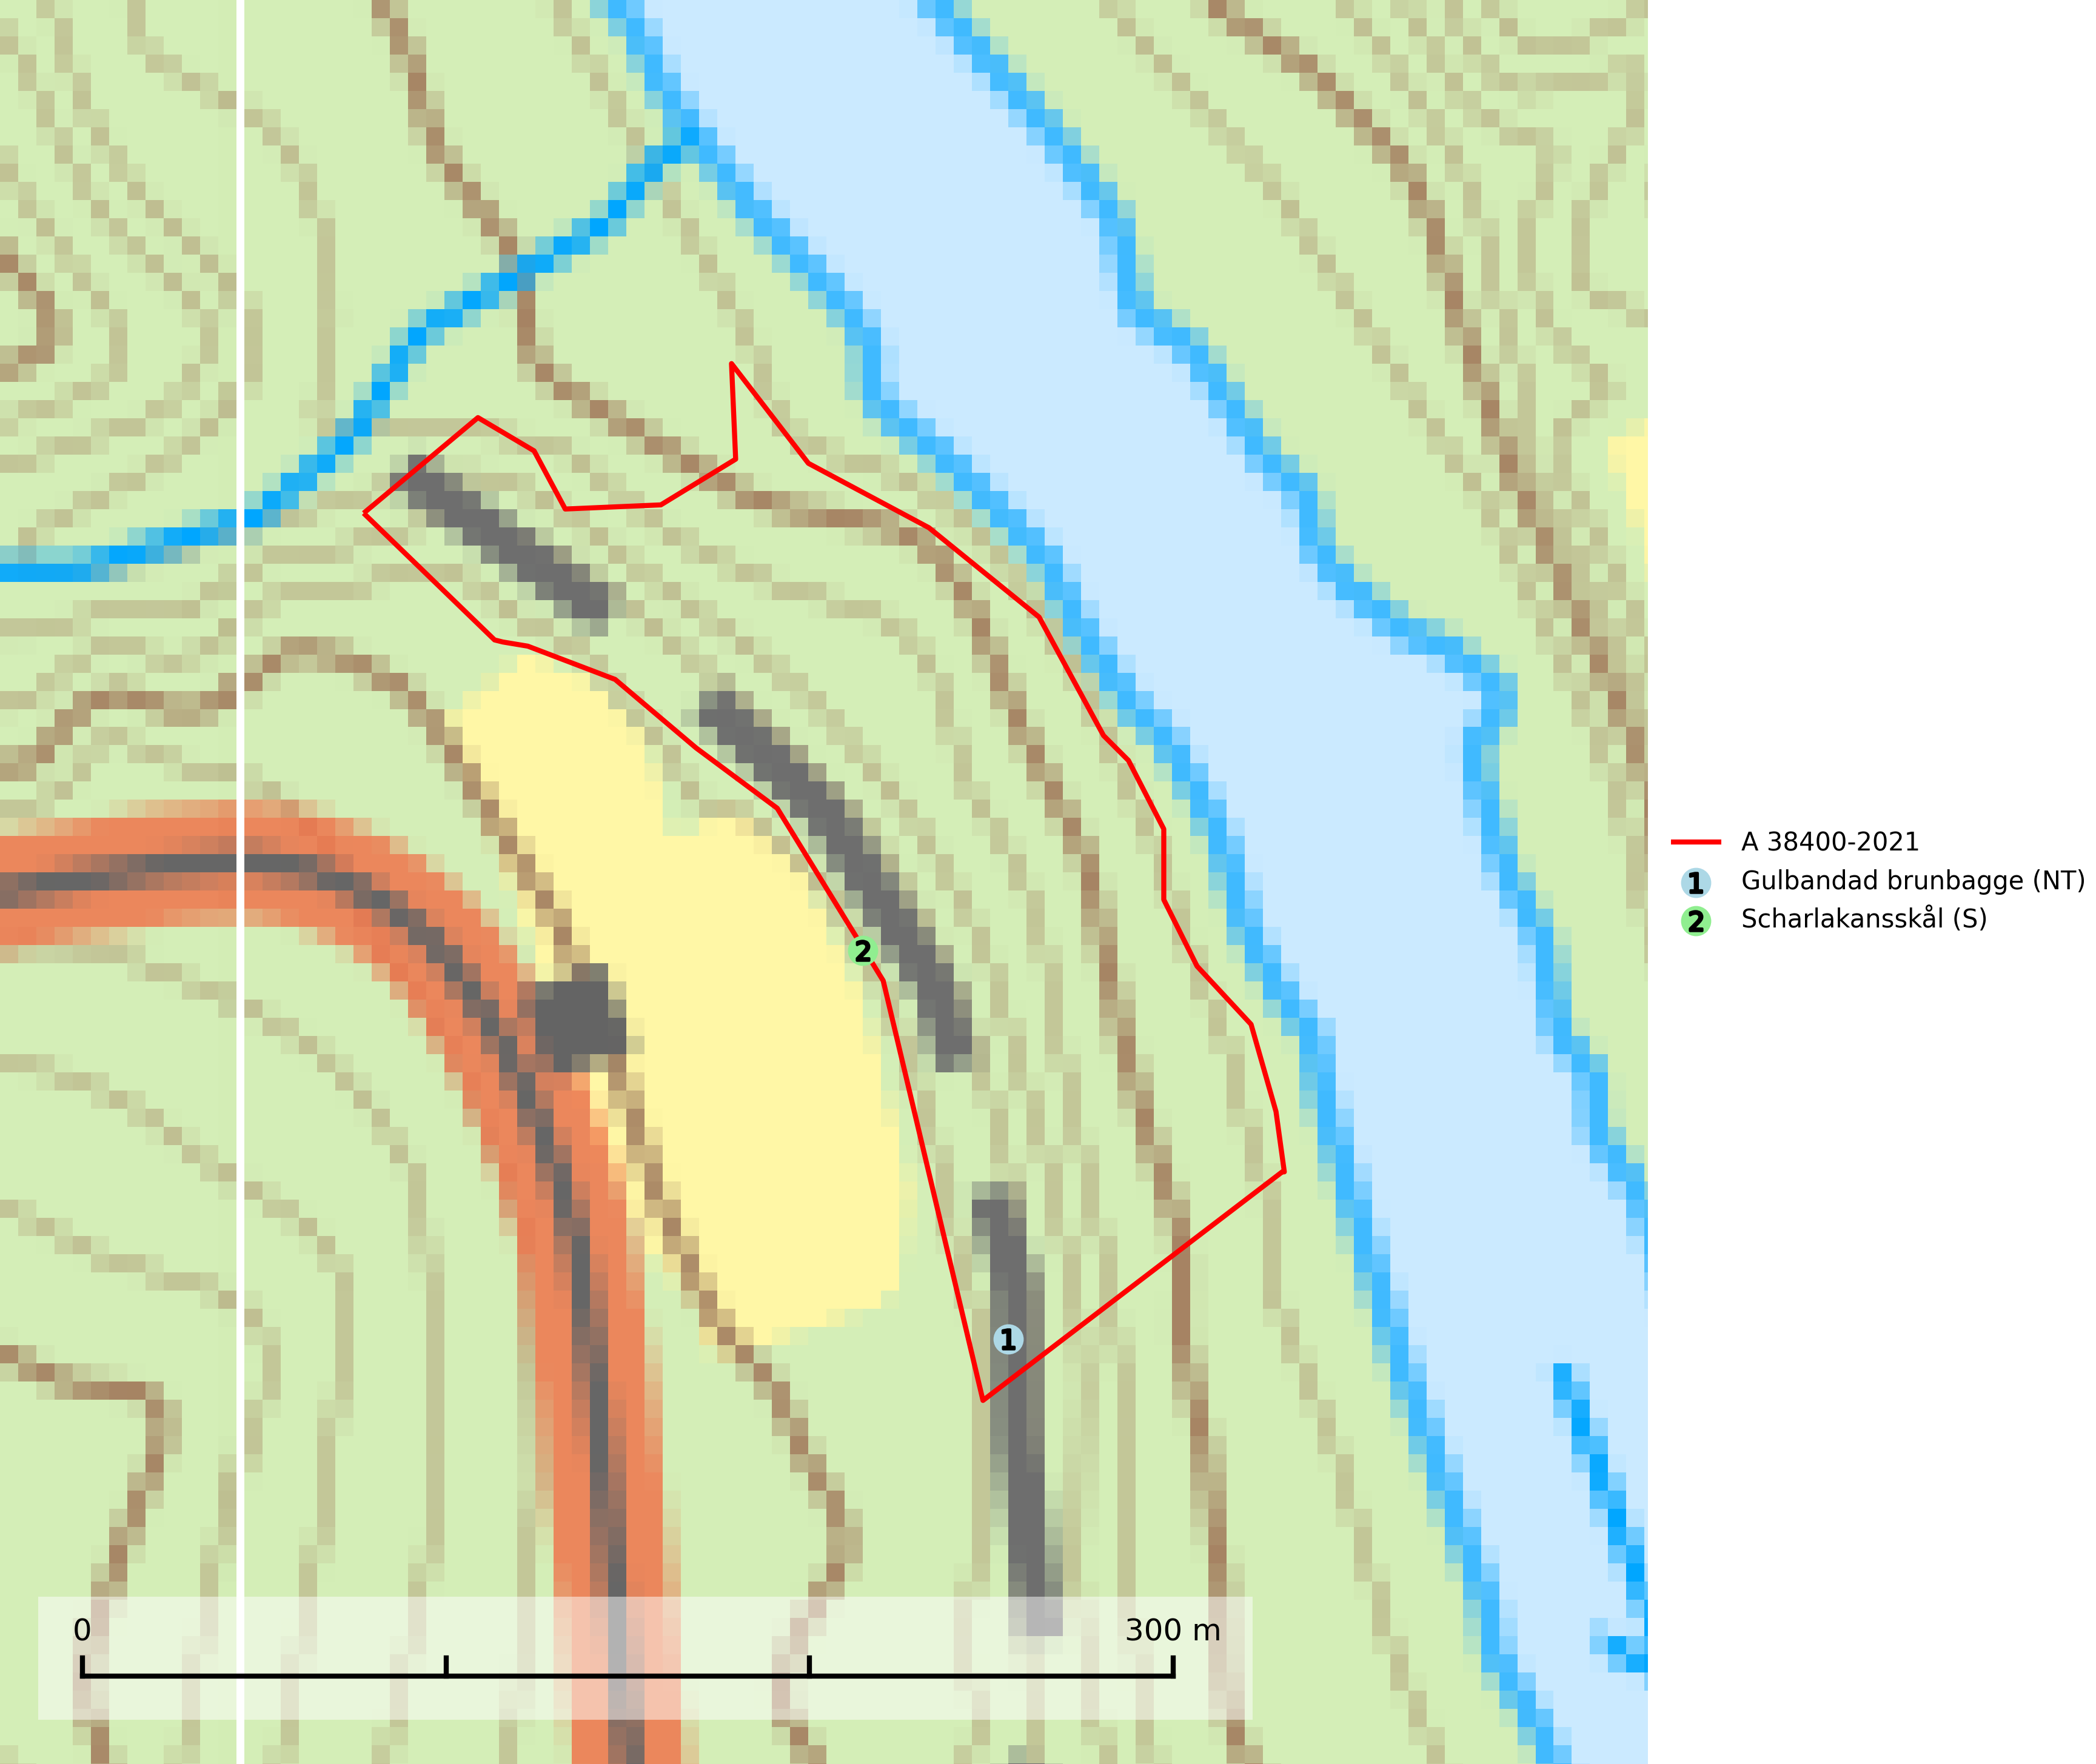 A 38400-2021
1 Gulbandad brunbagge (NT)
2 Scharlakansskål (S)
2
1
0 300 m